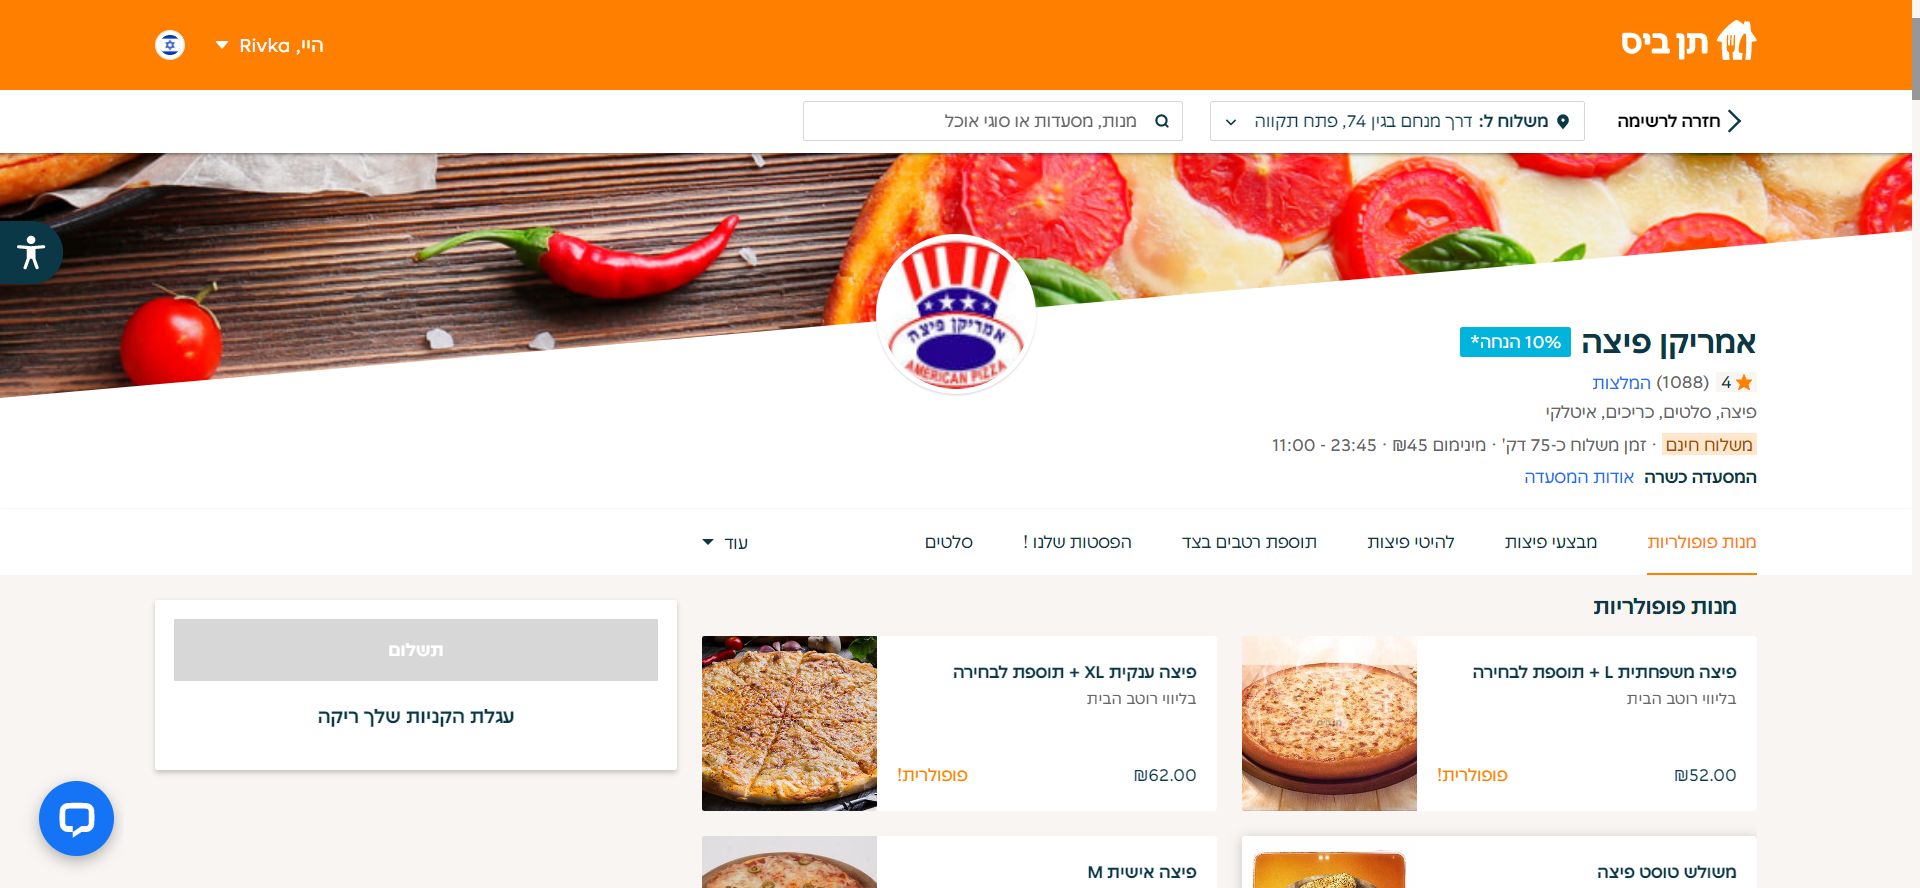 תן ביס
היי, Rivka
חזרה לרשימה
משלוח ל: דרך מנחם בגין 74, פתח תקווה
מנות, מסעדות או סוגי אוכל
אמריקן פיצה
AMERICAN PIZZA
אמריקן פיצה
10% הנחה*
4 (1088) המלצות
פיצה, סלטים, כריכים, איטלקי
משלוח חינם · זמן משלוח כ-75 דק' · מינימום ₪45 · 11:00 - 23:45
המסעדה כשרה אודות המסעדה
מנות פופולריות
מבצעי פיצות
להיטי פיצות
תוספת רטבים בצד
הפסטות שלנו !
סלטים
עוד
מנות פופולריות
פיצה משפחתית L + תוספת לבחירה
בליווי רוטב הבית
₪52.00
פופולרית!
פיצה ענקית XL + תוספת לבחירה
בליווי רוטב הבית
₪62.00
פופולרית!
משולש טוסט פיצה
פיצה אישית M
תשלום
עגלת הקניות שלך ריקה